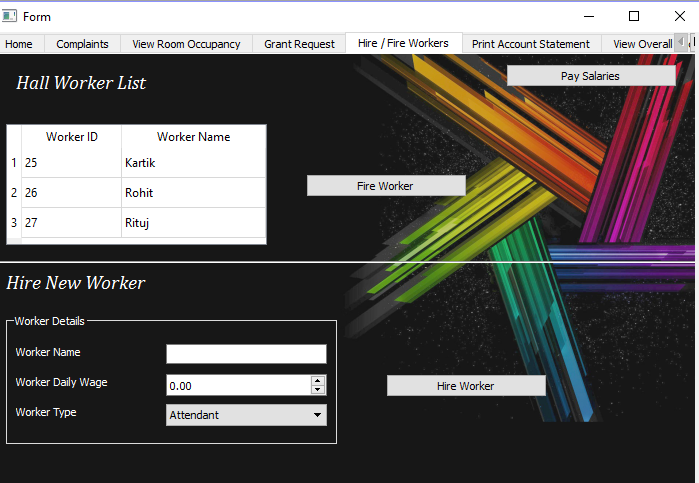 Form
Home Complaints View Room Occupancy Grant Request Hire / Fire Workers Print Account Statement View Overall
Hall Worker List
Pay Salaries
Worker ID Worker Name
1 25 Kartik
2 26 Rohit
3 27 Rituj
Fire Worker
Hire New Worker
Worker Details
Worker Name
Worker Daily Wage 0.00
Worker Type Attendant
Hire Worker